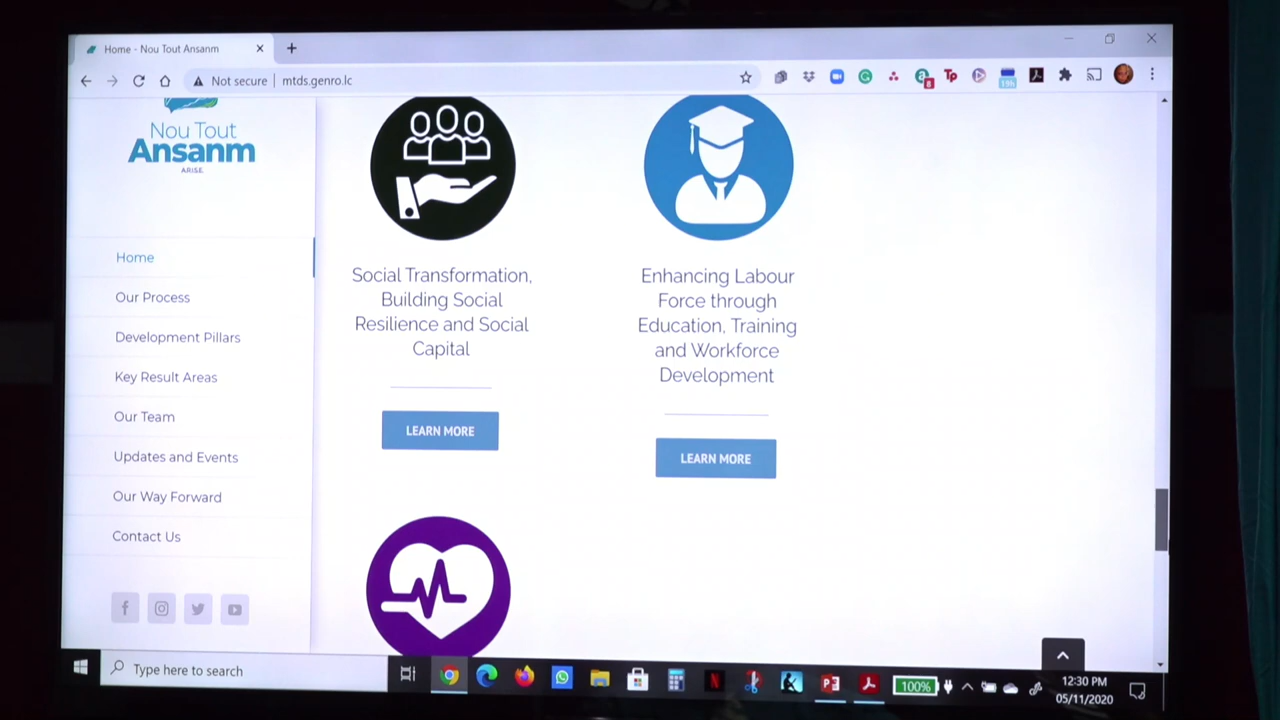 Home - Nou Tout Ansanm
Not secure
mtds.genro.lc
Nou Tout
Ansanm
ARISE.
Home
Our Process
Development Pillars
Key Result Areas
Our Team
Updates and Events
Our Way Forward
Contact Us
Social Transformation,
Building Social
Resilience and Social
Capital
LEARN MORE
Enhancing Labour
Force through
Education, Training
and Workforce
Development
LEARN MORE
Type here to search
100%
12:30 PM
05/11/2020